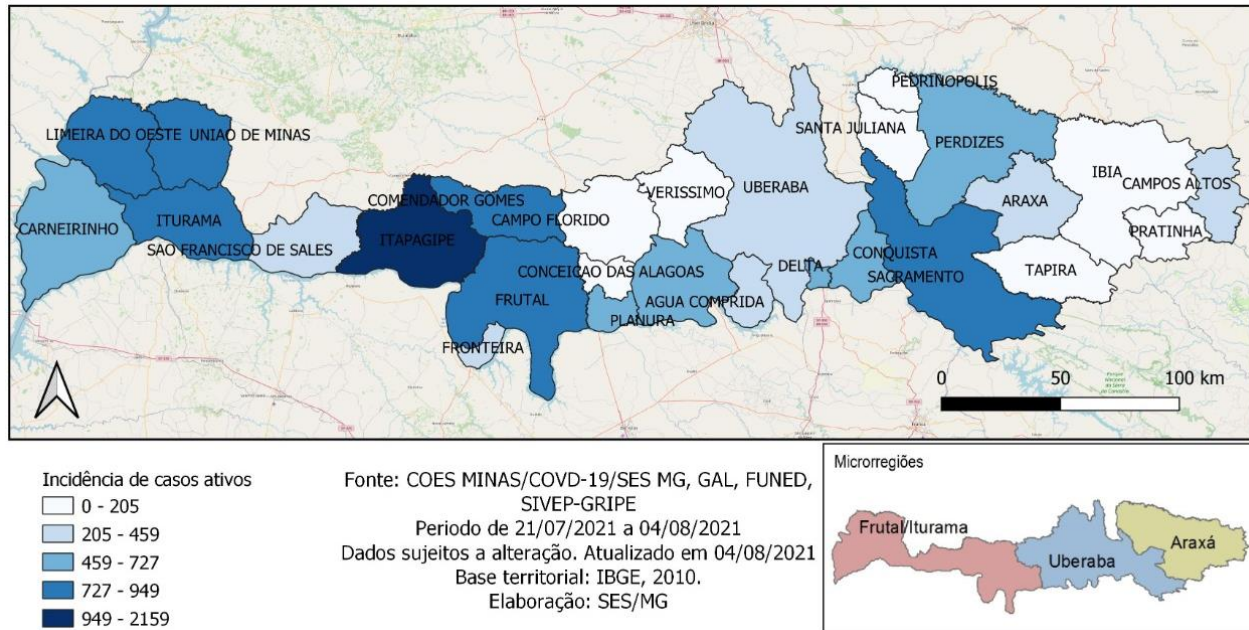 PEDRINOPOLIS
LIMEIRA DO OESTE
UNIAO DE MINAS
SANTA JULIANA
PERDIZES
VERISSIMO
UBERABA
IBIA
CAMPOS ALTOS
COMENDADOR GOMES
ARAXA
CARNEIRINHO
ITURAMA
CAMPO FLORIDO
ITAPAGIPE
PRATINHA
SAO FRANCISCO DE SALES
CONQUISTA
CONCEICAO DAS ALAGOAS
DELTA
SACRAMENTO
TAPIRA
FRUTAL
AGUA COMPRIDA
PLANURA
FRONTEIRA
0 50 100 km
Incidência de casos ativos
0 - 205
205 - 459
459 - 727
727 - 949
949 - 2159
Fonte: COES MINAS/COVD-19/SES MG, GAL, FUNED,
SIVEP-GRIPE
Periodo de 21/07/2021 a 04/08/2021
Dados sujeitos a alteração. Atualizado em 04/08/2021
Base territorial: IBGE, 2010.
Elaboração: SES/MG
Microrregiões
Frutal/Iturama
Uberaba
Araxá